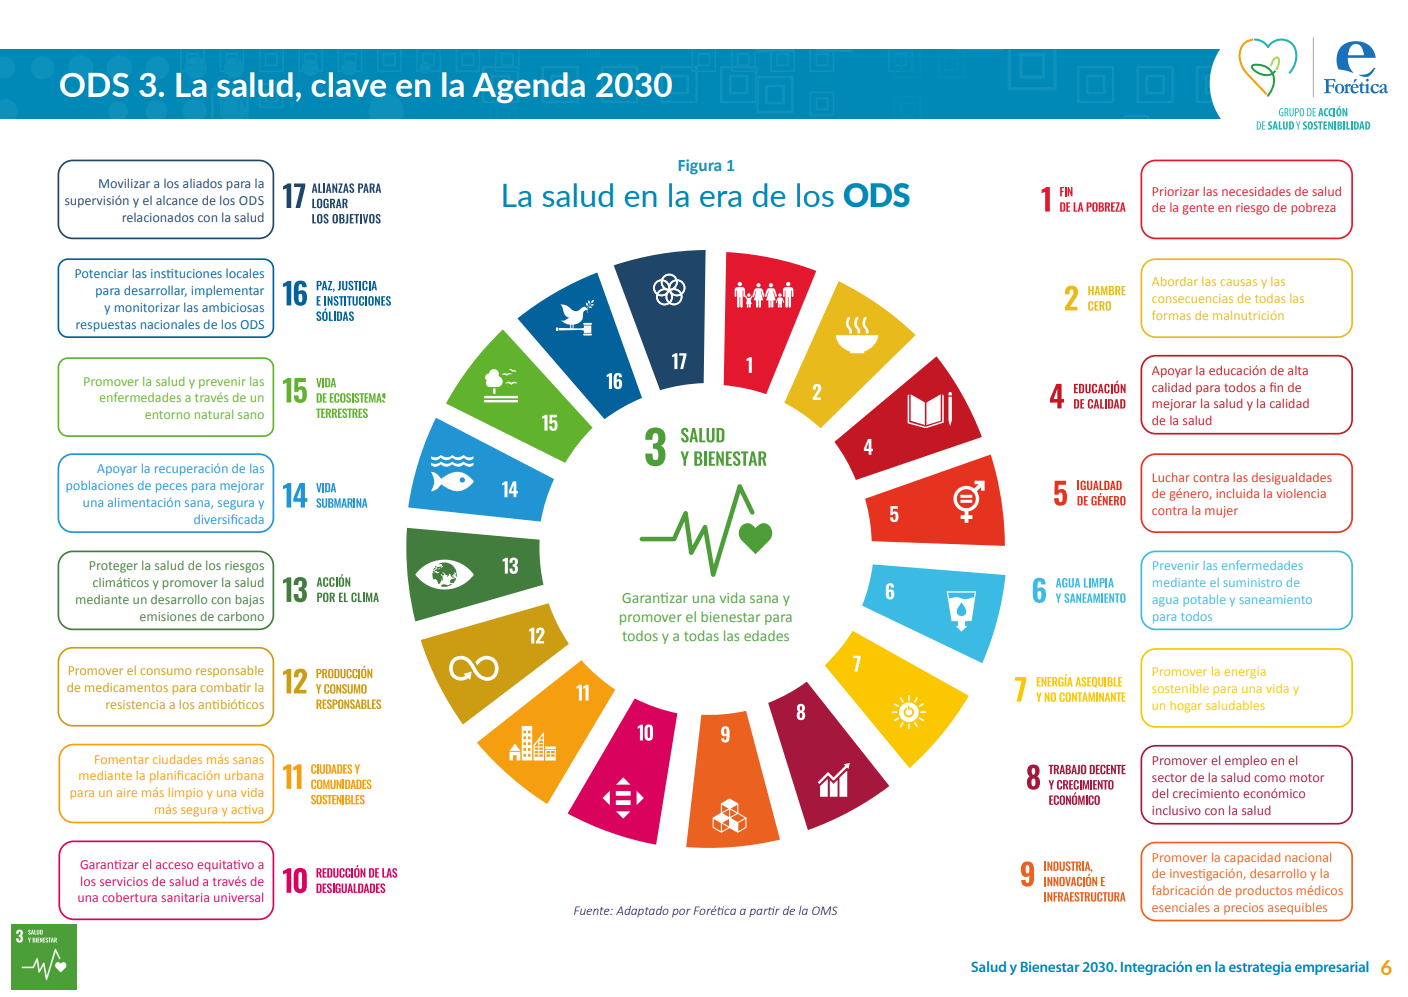 ODS 3. La salud, clave en la Agenda 2030
Forética
GRUPO DE ACCIÓN
DE SALUD Y SOSTENIBILIDAD
Figura 1
La salud en la era de los ODS
Movilizar a los aliados para la
supervisión y el alcance de los ODS
relacionados con la salud
17 ALIANZAS PARA
LOGRAR
LOS OBJETIVOS
Potenciar las instituciones locales
para desarrollar, implementar
y monitorizar las ambiciosas
respuestas nacionales de los ODS
16 PAZ, JUSTICIA
E INSTITUCIONES
SÓLIDAS
Promover la salud y prevenir las
enfermedades a través de un
entorno natural sano
15 VIDA
DE ECOSISTEMAS
TERRESTRES
Apoyar la recuperación de las
poblaciones de peces para mejorar
una alimentación sana, segura y
diversificada
14 VIDA
SUBMARINA
Proteger la salud de los riesgos
climáticos y promover la salud
mediante un desarrollo con bajas
emisiones de carbono
13 ACCIÓN
POR EL CLIMA
Promover el consumo responsable
de medicamentos para combatir la
resistencia a los antibióticos
12 PRODUCCIÓN
Y CONSUMO
RESPONSABLES
Fomentar ciudades más sanas
mediante la planificación urbana
para un aire más limpio y una vida
más segura y activa
11 CIUDADES Y
COMUNIDADES
SOSTENIBLES
Garantizar el acceso equitativo a
los servicios de salud a través de
una cobertura sanitaria universal
10 REDUCCIÓN DE LAS
DESIGUALDADES
17
1
16
2
15
4
14
5
13
6
12
7
11
8
10
9
3 SALUD
Y BIENESTAR
Garantizar una vida sana y
promover el bienestar para
todos y a todas las edades
1 FIN
DE LA POBREZA
Priorizar las necesidades de salud
de la gente en riesgo de pobreza
2 HAMBRE
CERO
Abordar las causas y las
consecuencias de todas las
formas de malnutrición
4 EDUCACIÓN
DE CALIDAD
Apoyar la educación de alta
calidad para todos a fin de
mejorar la salud y la calidad
de la salud
5 IGUALDAD
DE GÉNERO
Luchar contra las desigualdades
de género, incluida la violencia
contra la mujer
6 AGUA LIMPIA
Y SANEAMIENTO
Prevenir las enfermedades
mediante el suministro de
agua potable y saneamiento
para todos
7 ENERGÍA ASEQUIBLE
Y NO CONTAMINANTE
Promover la energía
sostenible para una vida y
un hogar saludables
8 TRABAJO DECENTE
Y CRECIMIENTO
ECONÓMICO
Promover el empleo en el
sector de la salud como motor
del crecimiento económico
inclusivo con la salud
9 INDUSTRIA,
INNOVACIÓN E
INFRAESTRUCTURA
Promover la capacidad nacional
de investigación, desarrollo y la
fabricación de productos médicos
esenciales a precios asequibles
Fuente: Adaptado por Forética a partir de la OMS
3 SALUD
Y BIENESTAR
Salud y Bienestar 2030. Integración en la estrategia empresarial 6